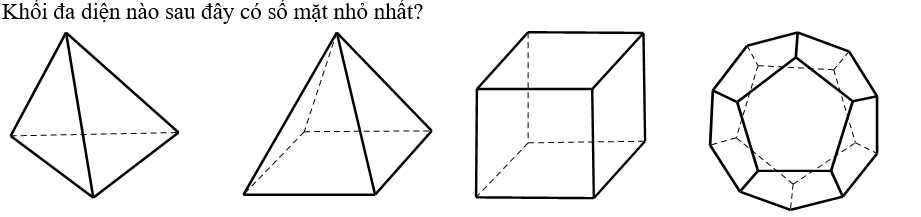 Khối đa diện nào sau đây có số mặt nhỏ nhất?